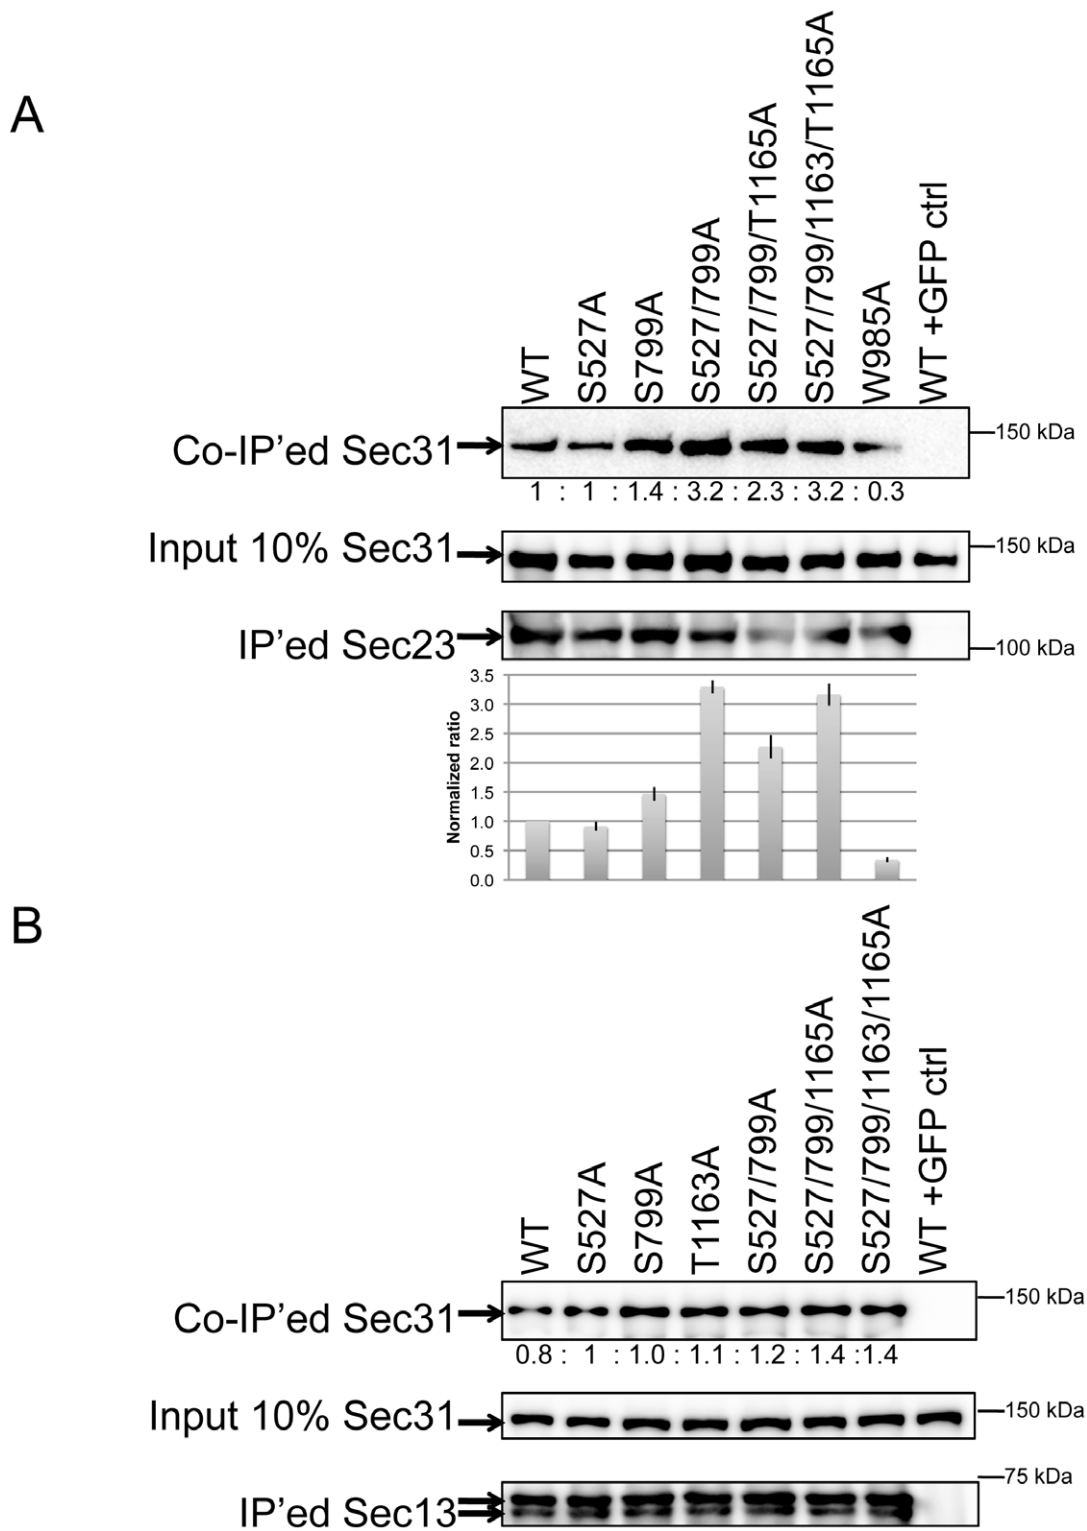 A
WT
S527A
S799A
S527/799A
S527/799/T1165A
S527/799/1163/T1165A
W985A
WT +GFP ctrl
Co-IP'ed Sec31
150 kDa
1 : 1 : 1.4 : 3.2 : 2.3 : 3.2 : 0.3
Input 10% Sec31
150 kDa
IP'ed Sec23
100 kDa
Normalized ratio
3.5
3.0
2.5
2.0
1.5
1.0
0.5
0.0
B
WT
S527A
S799A
T1163A
S527/799A
S527/799/1165A
S527/799/1163/1165A
WT +GFP ctrl
Co-IP'ed Sec31
150 kDa
0.8 : 1 : 1.0 : 1.1 : 1.2 : 1.4 :1.4
Input 10% Sec31
150 kDa
75 kDa
IP'ed Sec13